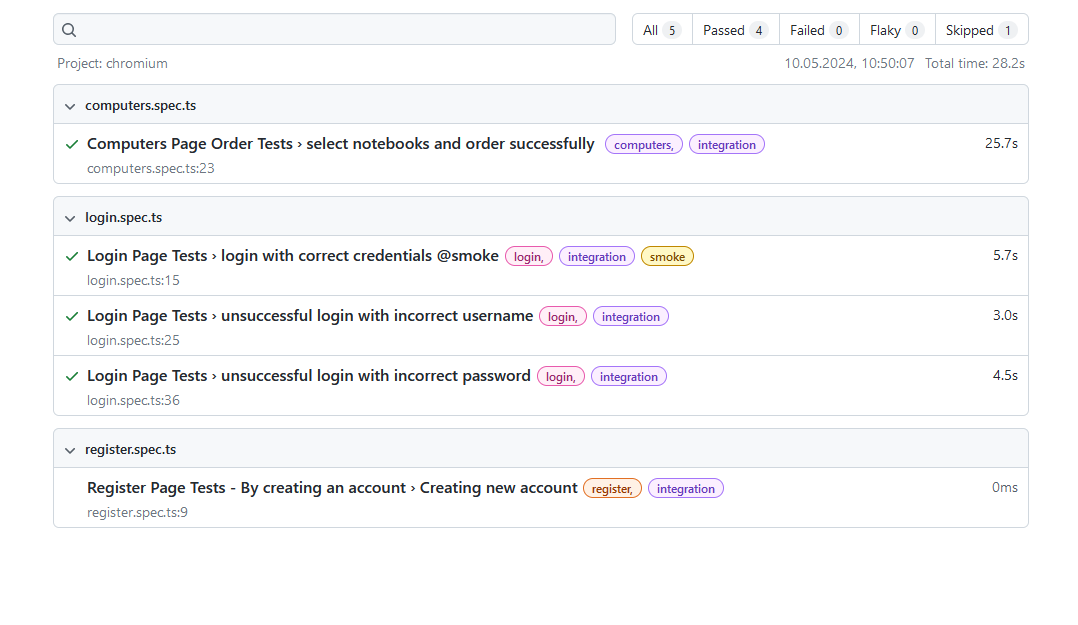 All 5 Passed 4 Failed 0 Flaky 0 Skipped 1
Project: chromium 10.05.2024, 10:50:07 Total time: 28.2s
computers.spec.ts
Computers Page Order Tests › select notebooks and order successfully computers, integration 25.7s
computers.spec.ts:23
login.spec.ts
Login Page Tests › login with correct credentials @smoke login, integration smoke 5.7s
login.spec.ts:15
Login Page Tests › unsuccessful login with incorrect username login, integration 3.0s
login.spec.ts:25
Login Page Tests › unsuccessful login with incorrect password login, integration 4.5s
login.spec.ts:36
register.spec.ts
Register Page Tests - By creating an account › Creating new account register, integration 0ms
register.spec.ts:9